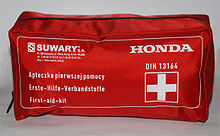 SUWARY S.A.
HONDA
DIN 13164
Apteczka pierwszej pomocy
Erste-Hilfe-Verbandstoffe
First-aid-kit